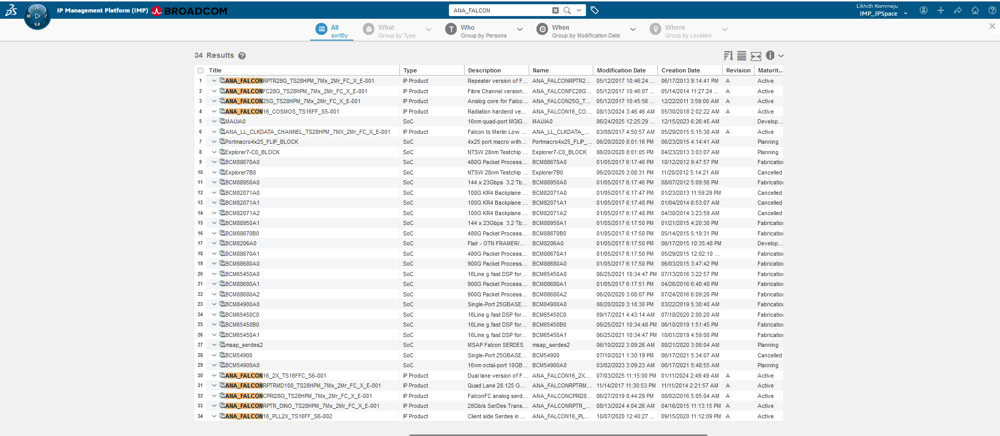 IP Management Platform (IMP) BROADCOM
ANA_FALCON
Likhith Kommoju
IMP_IPSpace
3D V.R
All sortBy
What Group by Type
Who Group by Persons
When Group by Modification Date
Where Group by Location
34 Results
Title Type Description Name Modification Date Creation Date Revision Maturit...
1 ANA_FALCONRPTR28G_TS28HPM_7Mx_2Mr_FC_X_E-001 IP Product Repeater version of F... ANA_FALCONRPTR2... 05/12/2017 10:46:24 ... 06/17/2013 9:14:41 PM A Active
2 ANA_FALCONFC28G_TS28HPM_7Mx_2Mr_FC_X_E-001 IP Product Fibre Channel version... ANA_FALCONFC28G... 05/12/2017 10:46:07 ... 05/14/2014 11:27:24 ... A Active
3 ANA_FALCON25G_TS28HPM_7Mx_2Mr_FC_X_E-001 IP Product Analog core for Falco... ANA_FALCON25G_T... 05/12/2017 10:45:56 ... 12/22/2011 3:59:00 AM A Active
4 ANA_FALCON16_COSMOS_TS16FF_S5-001 IP Product Radiation hardend ve... ANA_FALCON16_CO... 08/13/2024 3:46:46 AM 05/30/2018 2:02:22 AM A Active
5 MAUIA0 SoC 16nm quad-port MGIG... MAUIA0 06/24/2025 12:25:29 ... 12/15/2023 6:26:45 AM Develop...
6 ANA_LL_CLKDATA_CHANNEL_TS28HPM_7MX_2Mr_FC_X_E-001 IP Product Falcon to Merlin Low ... ANA_LL_CLKDATA_... 03/08/2017 4:50:57 AM 05/29/2015 5:15:38 AM A Active
7 Portmacro4x25_FLIP_BLOCK SoC 4x25 port macro with... Portmacro4x25_FLIP_... 06/20/2020 8:01:16 PM 06/23/2015 4:14:41 AM Planning
8 Explorer7-C0_BLOCK SoC NTSW 28nm Testchip ... Explorer7-C0_BLOCK 06/20/2020 8:01:05 PM 04/23/2013 3:03:07 AM Planning
9 BCM88670A0 SoC 480G Packet Process... BCM88670A0 01/05/2017 6:17:46 PM 10/12/2012 9:47:57 PM Fabrication
10 Explorer7B0 SoC NTSW 28nm Testchip ... Explorer7B0 06/20/2020 3:08:31 PM 11/20/2012 5:14:21 AM Cancelled
11 BCM88950A0 SoC 144 x 23Gbps 3.2 Tb... BCM88950A0 01/05/2017 6:17:46 PM 08/07/2012 5:09:56 PM Fabrication
12 BCM82071A0 SoC 100G KR4 Backplane ... BCM82071A0 01/05/2017 6:17:47 PM 01/23/2013 11:59:29 PM Cancelled
13 BCM82071A1 SoC 100G KR4 Backplane ... BCM82071A1 01/05/2017 6:17:48 PM 01/04/2014 6:53:07 AM Cancelled
14 BCM82071A2 SoC 100G KR4 Backplane ... BCM82071A2 01/05/2017 6:17:48 PM 04/30/2014 3:23:59 AM Cancelled
15 BCM88950A1 SoC 144 x 23Gbps 3.2 Tb... BCM88950A1 01/05/2017 6:17:50 PM 01/21/2015 4:20:30 PM Fabrication
16 BCM88670B0 SoC 480G Packet Process... BCM88670B0 01/05/2017 6:17:50 PM 05/14/2015 5:19:31 PM Fabrication
17 BCM8206A0 SoC Flair - OTN FRAMER/... BCM8206A0 01/05/2017 6:17:50 PM 06/17/2015 10:35:48 PM Develop...
18 BCM88670A1 SoC 480G Packet Process... BCM88670A1 01/05/2017 6:17:50 PM 05/29/2015 12:02:10 ... Fabrication
19 BCM88680A0 SoC 900G Packet Process... BCM88680A0 01/05/2017 6:17:50 PM 06/03/2015 3:47:42 PM Fabrication
20 BCM65450A0 SoC 16Line g.fast DSP for... BCM65450A0 06/25/2021 10:34:47 PM 07/13/2016 3:22:57 PM Fabrication
21 BCM88680A1 SoC 900G Packet Process... BCM88680A1 01/05/2017 6:17:51 PM 04/26/2016 6:40:48 PM Fabrication
22 BCM88680A2 SoC 900G Packet Process... BCM88680A2 06/20/2020 3:08:07 PM 07/24/2016 6:09:20 PM Fabrication
23 BCM84900A0 SoC Single-Port 25GBASE... BCM84900A0 06/20/2020 3:18:30 PM 03/22/2019 5:30:40 AM Fabrication
24 BCM65450C0 SoC 16Line g.fast DSP for... BCM65450C0 09/17/2021 4:43:14 AM 07/18/2020 2:00:20 AM Fabrication
25 BCM65450B0 SoC 16Line g.fast DSP for... BCM65450B0 06/25/2021 10:34:48 PM 06/10/2019 1:51:45 PM Fabrication
26 BCM65450A1 SoC 16Line g.fast DSP for... BCM65450A1 06/25/2021 10:34:47 PM 10/01/2019 4:59:08 PM Fabrication
27 msap_serdes2 SoC MSAP Falcon SERDES msap_serdes2 06/10/2022 3:09:26 AM 08/21/2020 3:08:04 AM Planning
28 BCM54900 SoC Single-Port 25GBASE... BCM54900 07/10/2021 1:30:19 PM 06/17/2021 5:34:07 AM Cancelled
29 BCM54900A0 SoC 16nm octal-port 10GB... BCM54900A0 03/02/2023 3:09:23 AM 06/17/2021 5:48:55 AM Planning
30 ANA_FALCON16_2X_TS16FFC_S6-001 IP Product Dual lane version of F... ANA_FALCON16_2X... 07/03/2025 11:15:00 PM 01/11/2024 2:49:49 AM A Active
31 ANA_FALCONRPTRMD100_TS28HPM_7Mx_2Mr_FC_X_E-001 IP Product Quad Lane 28.125 G... ANA_FALCONRPTRM... 11/14/2017 11:30:53 PM 11/11/2014 2:21:57 AM A Active
32 ANA_FALCONCPRI28G_TS28HPM_7Mx_2Mr_FC_X_E-001 IP Product FalconFC analog serd... ANA_FALCONCPRI28... 06/27/2019 8:44:29 PM 08/02/2016 5:05:04 AM A Active
33 ANA_FALCONRPTR_DINO_TS28HPM_7Mx_2Mr_FC_X_E-001 IP Product 28Gb/s SerDes Trans... ANA_FALCONRPTR_... 08/13/2024 4:04:26 AM 04/16/2015 11:13:15 PM A Active
34 ANA_FALCON16_PLL2X_TS16FF_S6-002 IP Product Client side Serdes in ... ANA_FALCON16_PL... 10/07/2020 12:40:27 ... 09/15/2020 11:12:09 PM A Active